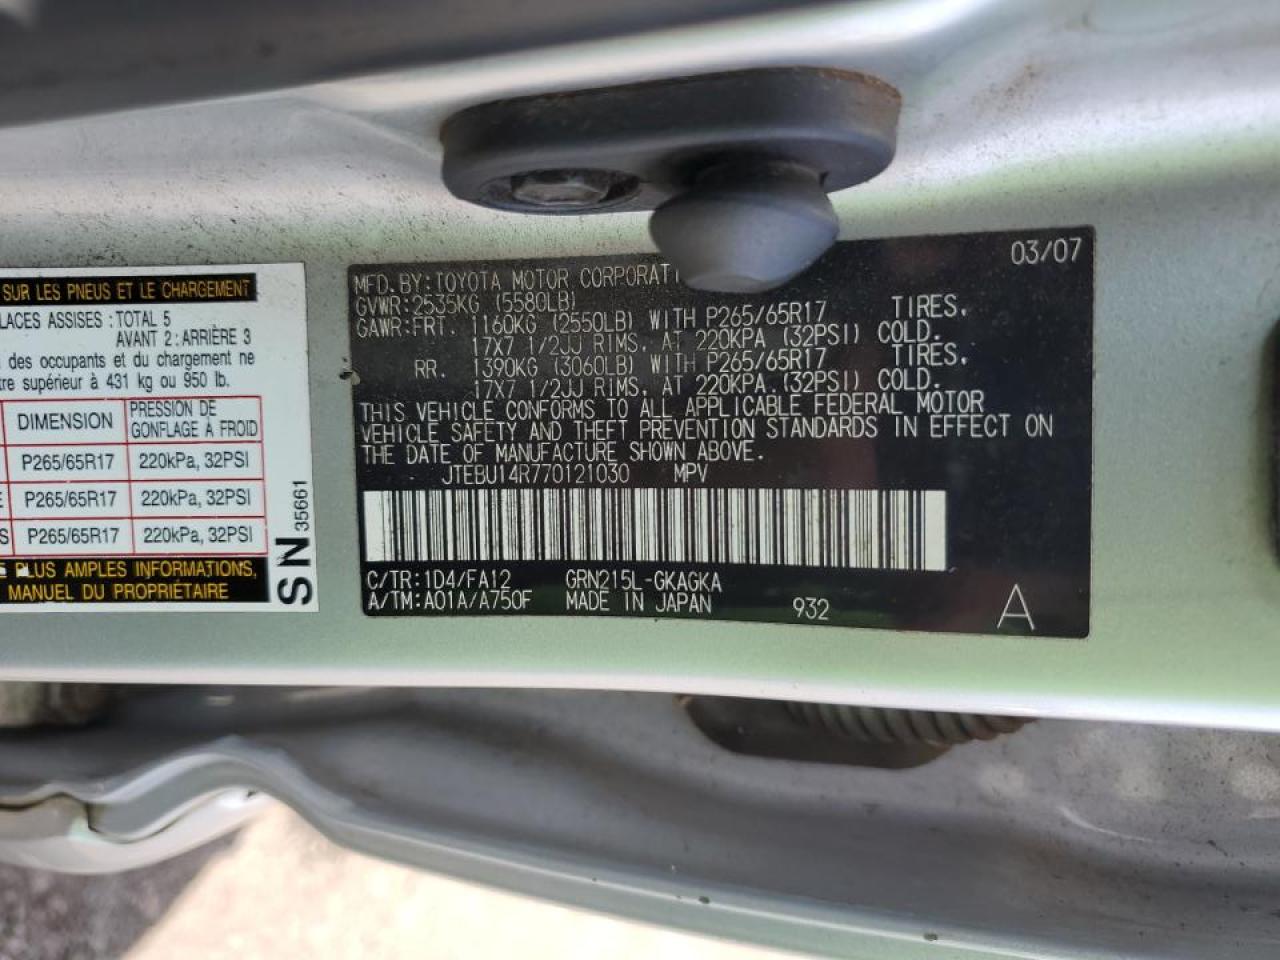 SUR LES PNEUS ET LE CHARGEMENT
PLACES ASSISES : TOTAL 5
AVANT 2 : ARRIÈRE 3
des occupants et du chargement ne
être supérieur à 431 kg ou 950 lb.
DIMENSION PRESSION DE GONFLAGE À FROID
P265/65R17 220kPa, 32PSI
P265/65R17 220kPa, 32PSI
P265/65R17 220kPa, 32PSI
PLUS AMPLES INFORMATIONS,
MANUEL DU PROPRIÉTAIRE
SN 35661
03/07
MFD. BY: TOYOTA MOTOR CORPORATI
GVWR: 2535KG (5580LB)
GAWR: FRT. 1160KG (2550LB) WITH P265/65R17 TIRES,
17X7 1/2JJ RIMS, AT 220KPA (32PSI) COLD.
RR. 1390KG (3060LB) WITH P265/65R17 TIRES,
17X7 1/2JJ RIMS, AT 220KPA (32PSI) COLD.
THIS VEHICLE CONFORMS TO ALL APPLICABLE FEDERAL MOTOR
VEHICLE SAFETY AND THEFT PREVENTION STANDARDS IN EFFECT ON
THE DATE OF MANUFACTURE SHOWN ABOVE.
JTEBU14R770121030 MPV
C/TR: 1D4/FA12 GRN215L-GKAGKA
A/TM: A01A/A750F MADE IN JAPAN 932 A